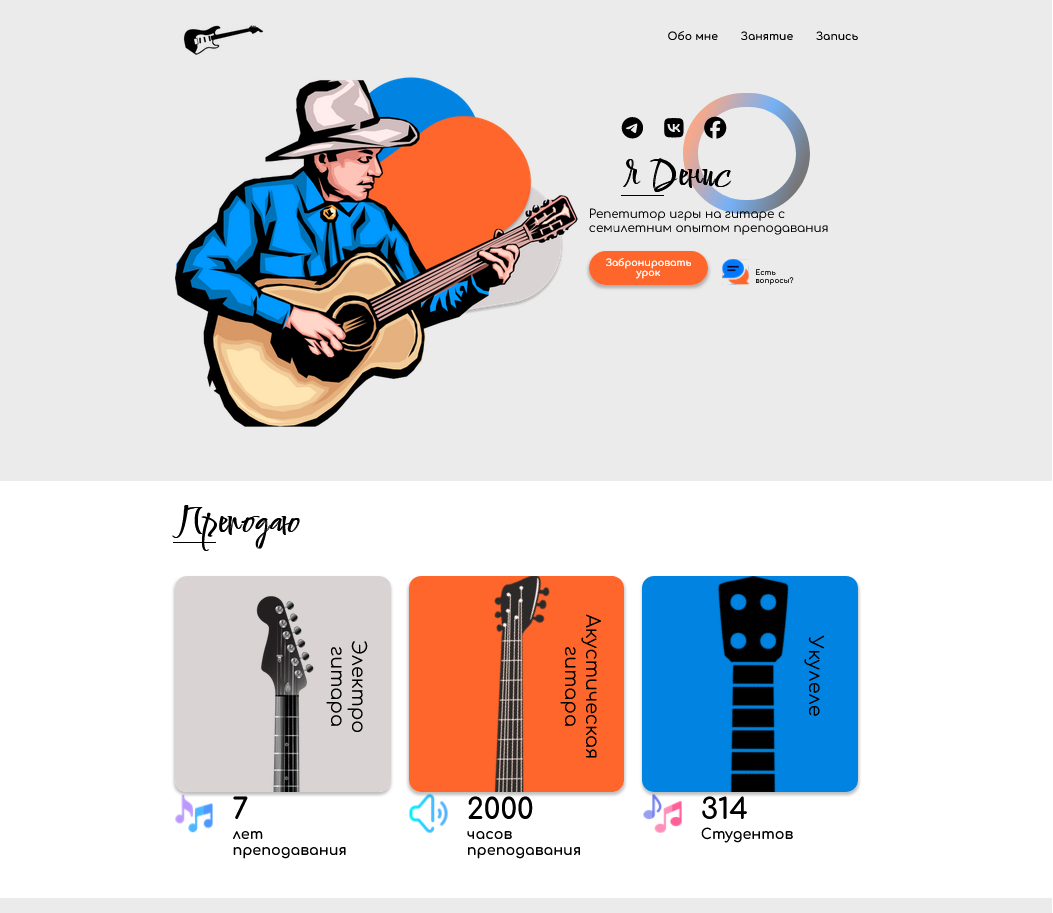 Обо мне Занятие Запись
я Денис
Репетитор игры на гитаре с
семилетним опытом преподавания
Забронировать
урок
Есть
вопросы?
Преподаю
Электро
гитара
Акустическая
гитара
Укулеле
7
лет
преподавания
2000
часов
преподавания
314
Студентов